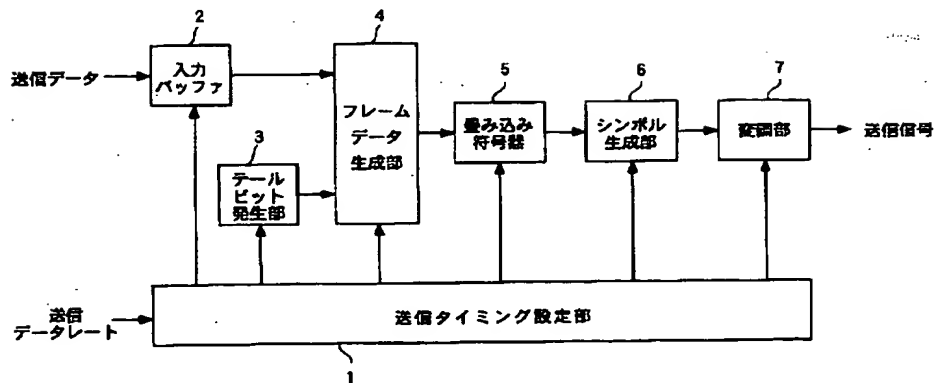 2
4
送信データ
入力
バッファ
フレーム
データ
生成部
5
畳み込み
符号器
6
シンボル
生成部
7
変調部
送信信号
3
テール
ビット
発生部
送信
データレート
送信タイミング設定部
1